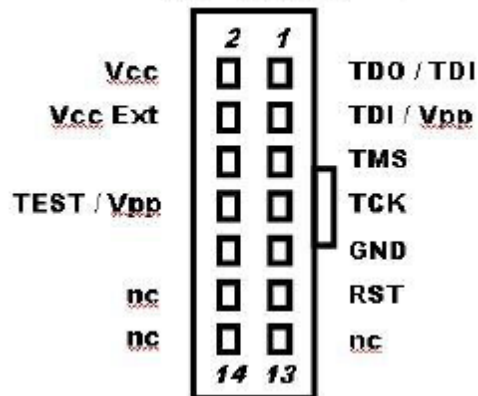 2 1
Vcc TDO / TDI
Vcc Ext TDI / Vpp
TMS
TEST / Vpp TCK
GND
nc RST
nc nc
14 13